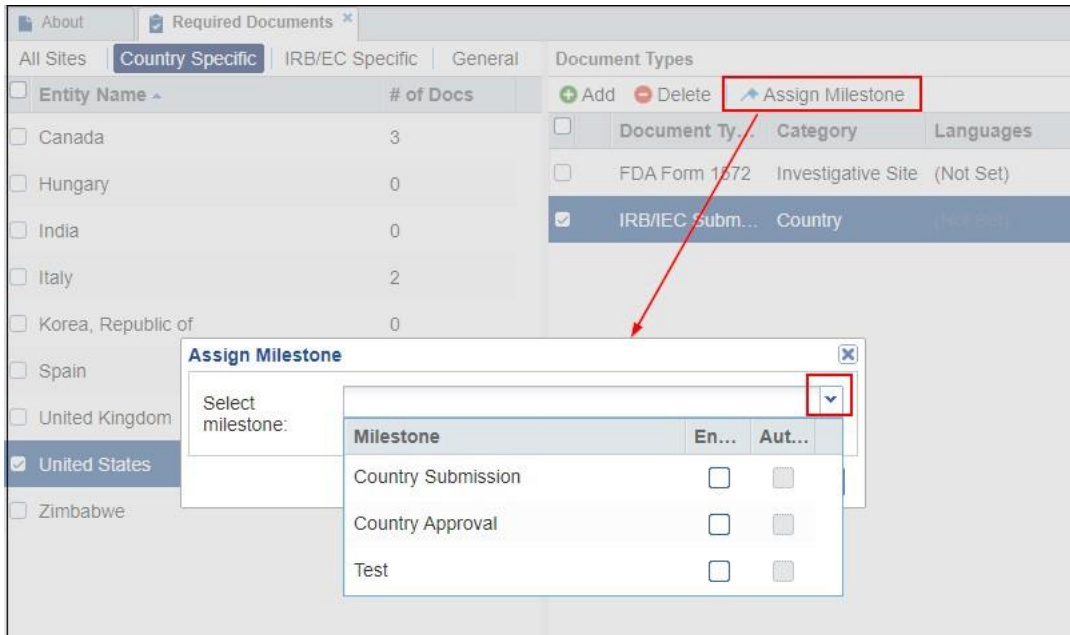 About
Required Documents
All Sites Country Specific IRB/EC Specific General
Entity Name # of Docs
Canada 3
Hungary 0
India 0
Italy 2
Korea, Republic of 0
Spain
United Kingdom
United States
Zimbabwe
Document Types
Add Delete Assign Milestone
Document Ty... Category Languages
FDA Form 1572 Investigative Site (Not Set)
IRB/IEC Subm... Country (Not Set)
Assign Milestone
Select
milestone:
Milestone En... Aut...
Country Submission
Country Approval
Test